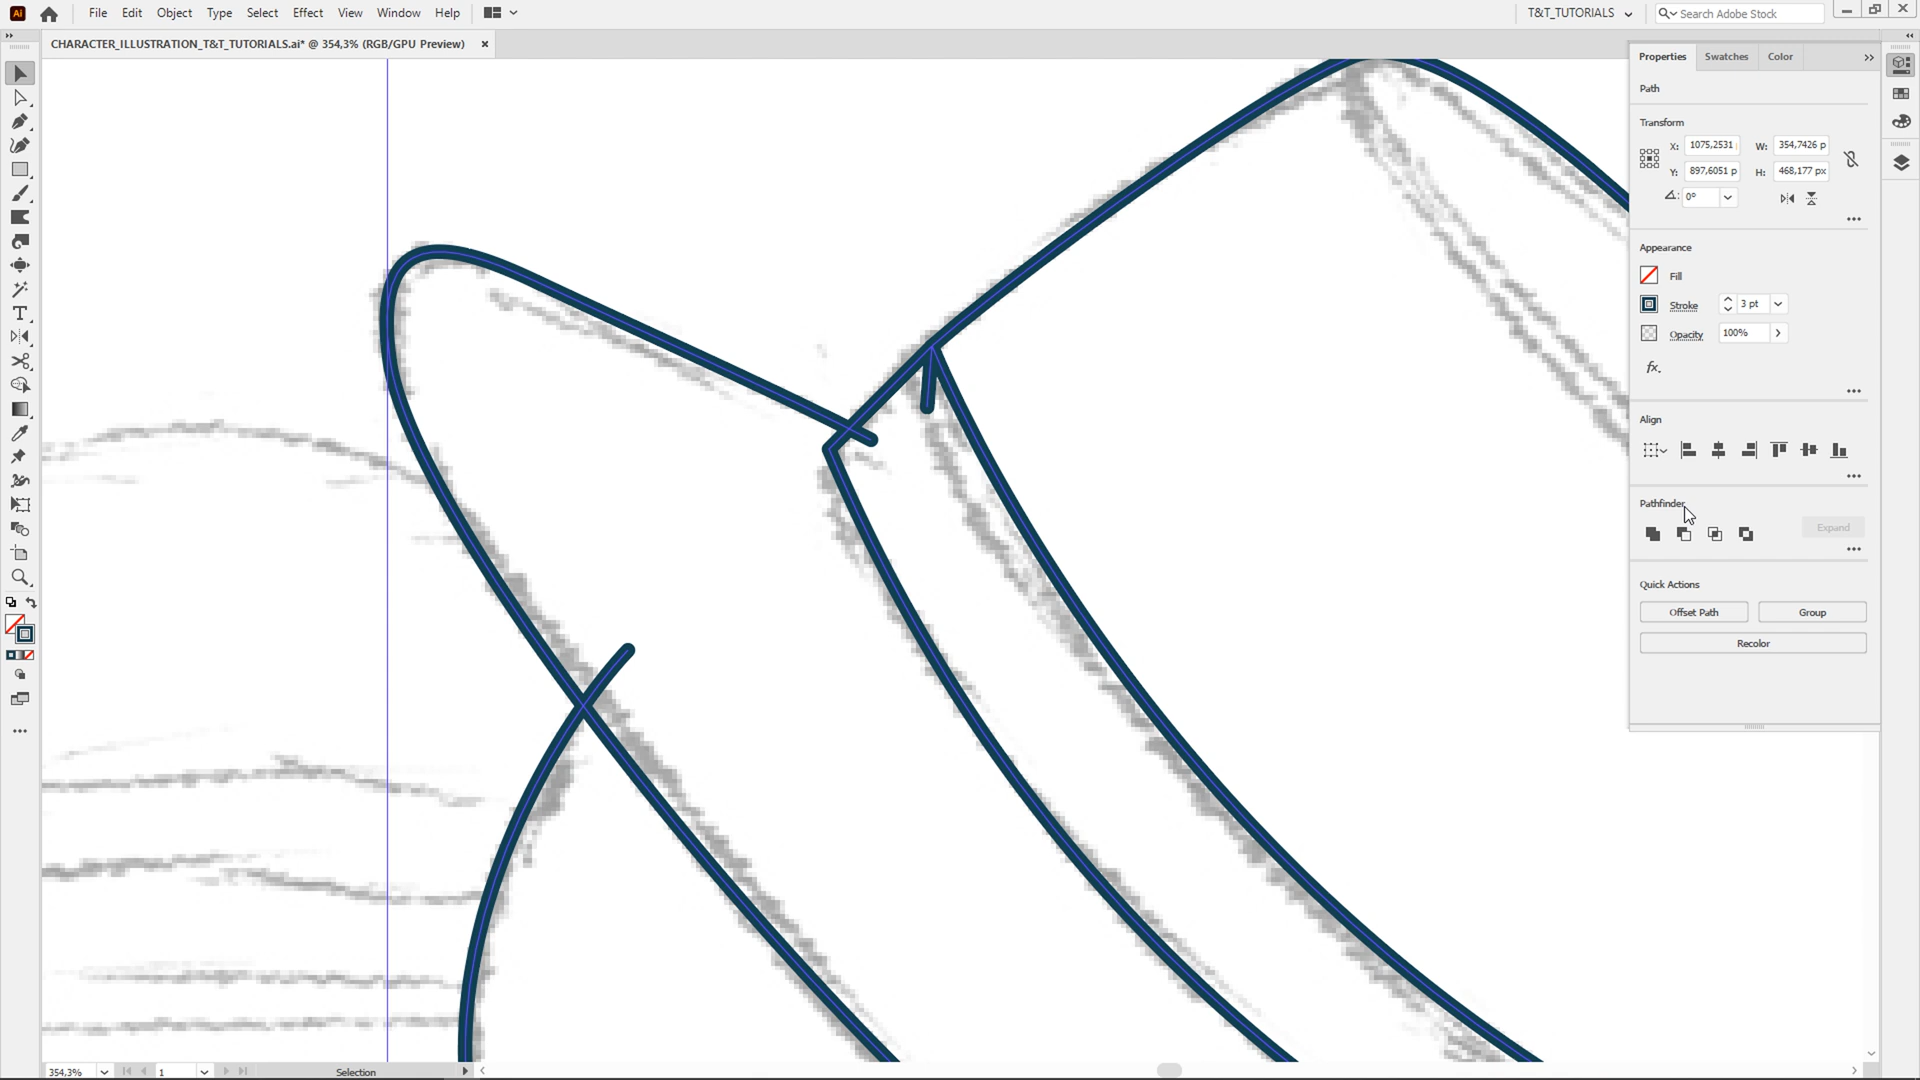 Ai File Edit Object Type Select Effect View Window Help T&T_TUTORIALS Search Adobe Stock
CHARACTER_ILLUSTRATION_T&T_TUTORIALS.ai* @ 354,3% (RGB/GPU Preview) ×
Properties Swatches Color
Path
Transform
X: 1075,2531 W: 354,7426 p
Y: 897,6051 p H: 468,177 px
0°
Appearance
Fill
Stroke 3 pt
Opacity 100%
fx.
Align
Pathfinder
Expand
Quick Actions
Offset Path Group
Recolor
354,3% 1 Selection